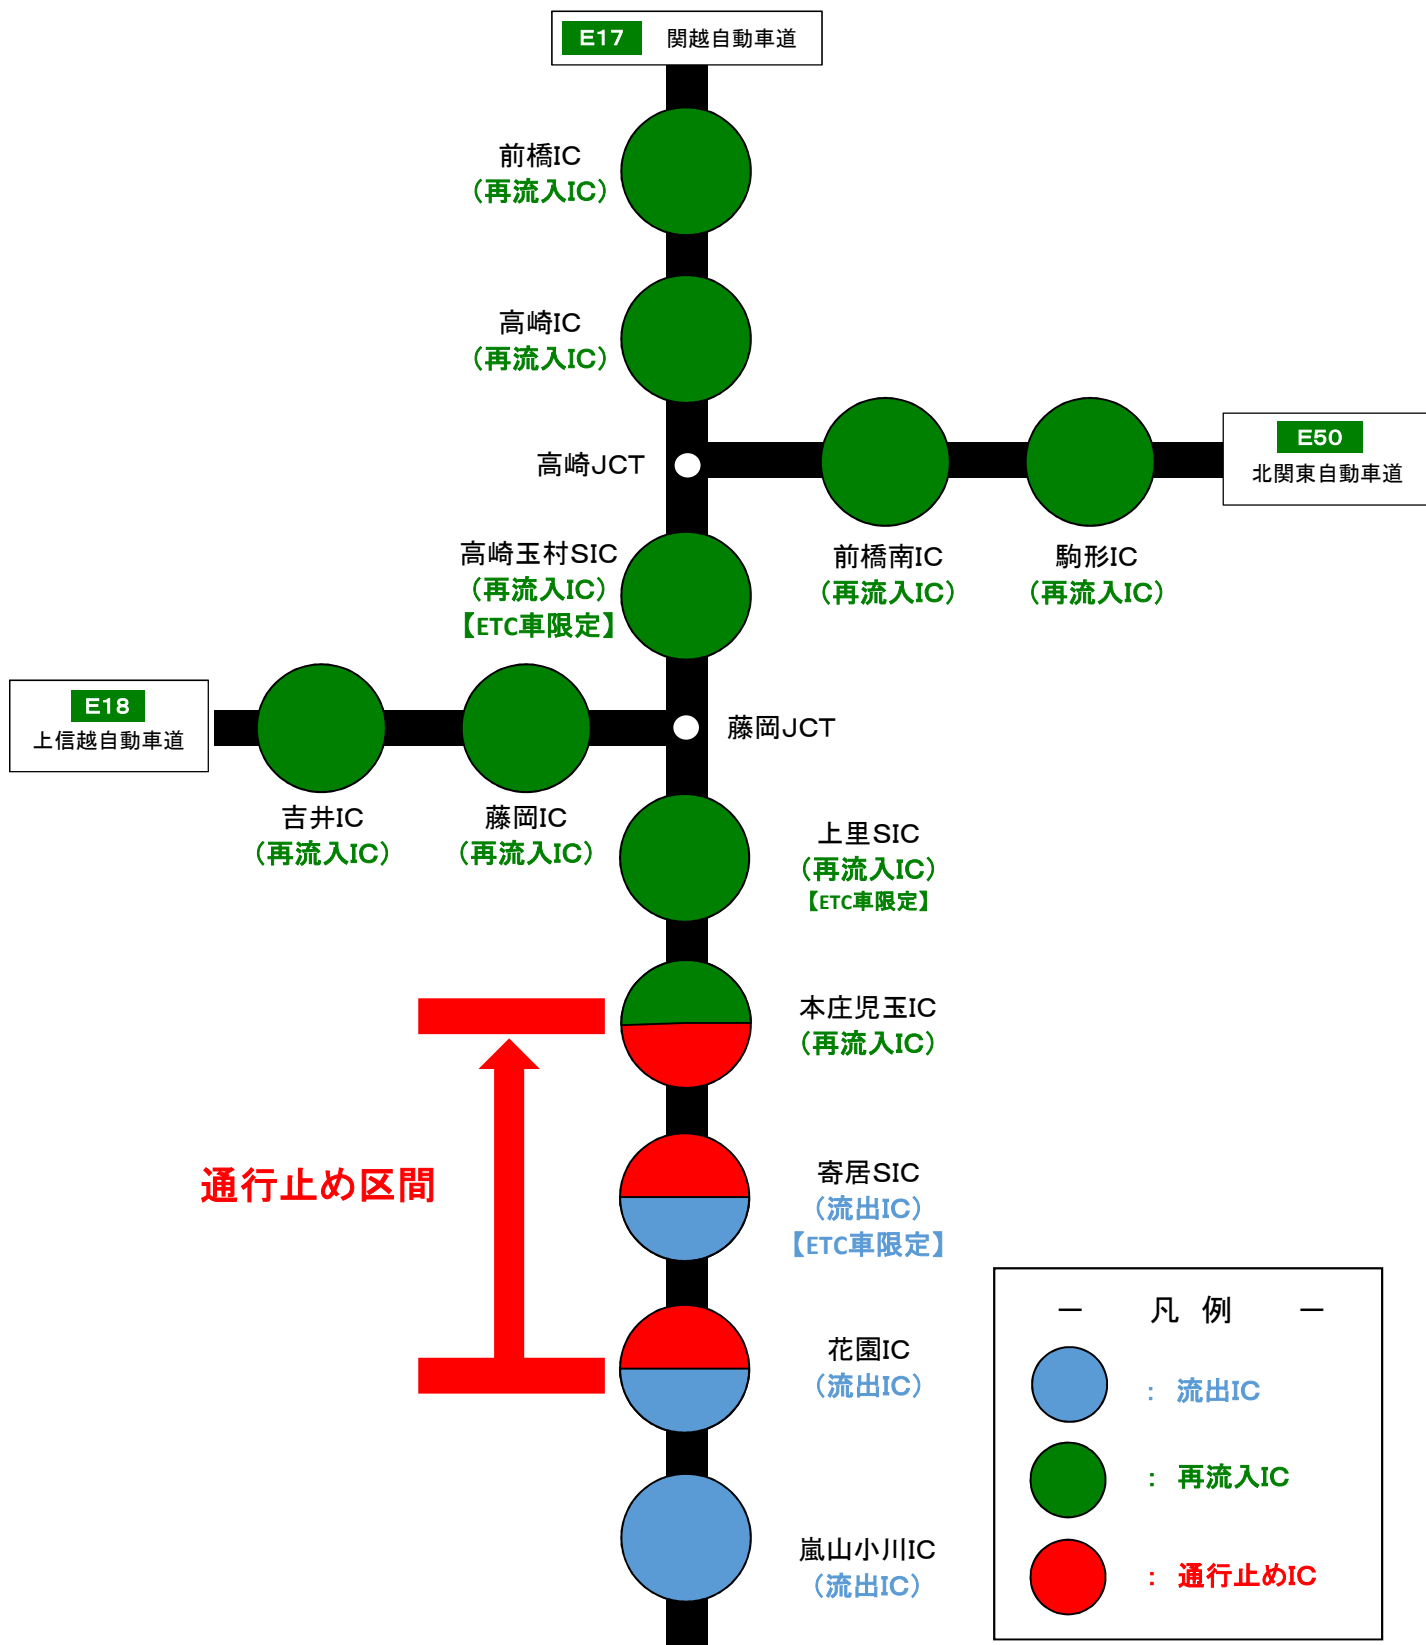 E17 関越自動車道
前橋IC
（再流入IC）
高崎IC
（再流入IC）
高崎JCT
E50
北関東自動車道
高崎玉村SIC
（再流入IC）
【ETC車限定】
前橋南IC
（再流入IC）
駒形IC
（再流入IC）
E18
上信越自動車道
藤岡JCT
吉井IC
（再流入IC）
藤岡IC
（再流入IC）
上里SIC
（再流入IC）
【ETC車限定】
本庄児玉IC
（再流入IC）
通行止め区間
寄居SIC
（流出IC）
【ETC車限定】
花園IC
（流出IC）
嵐山小川IC
（流出IC）
－ 凡 例 －
： 流出IC
： 再流入IC
： 通行止めIC